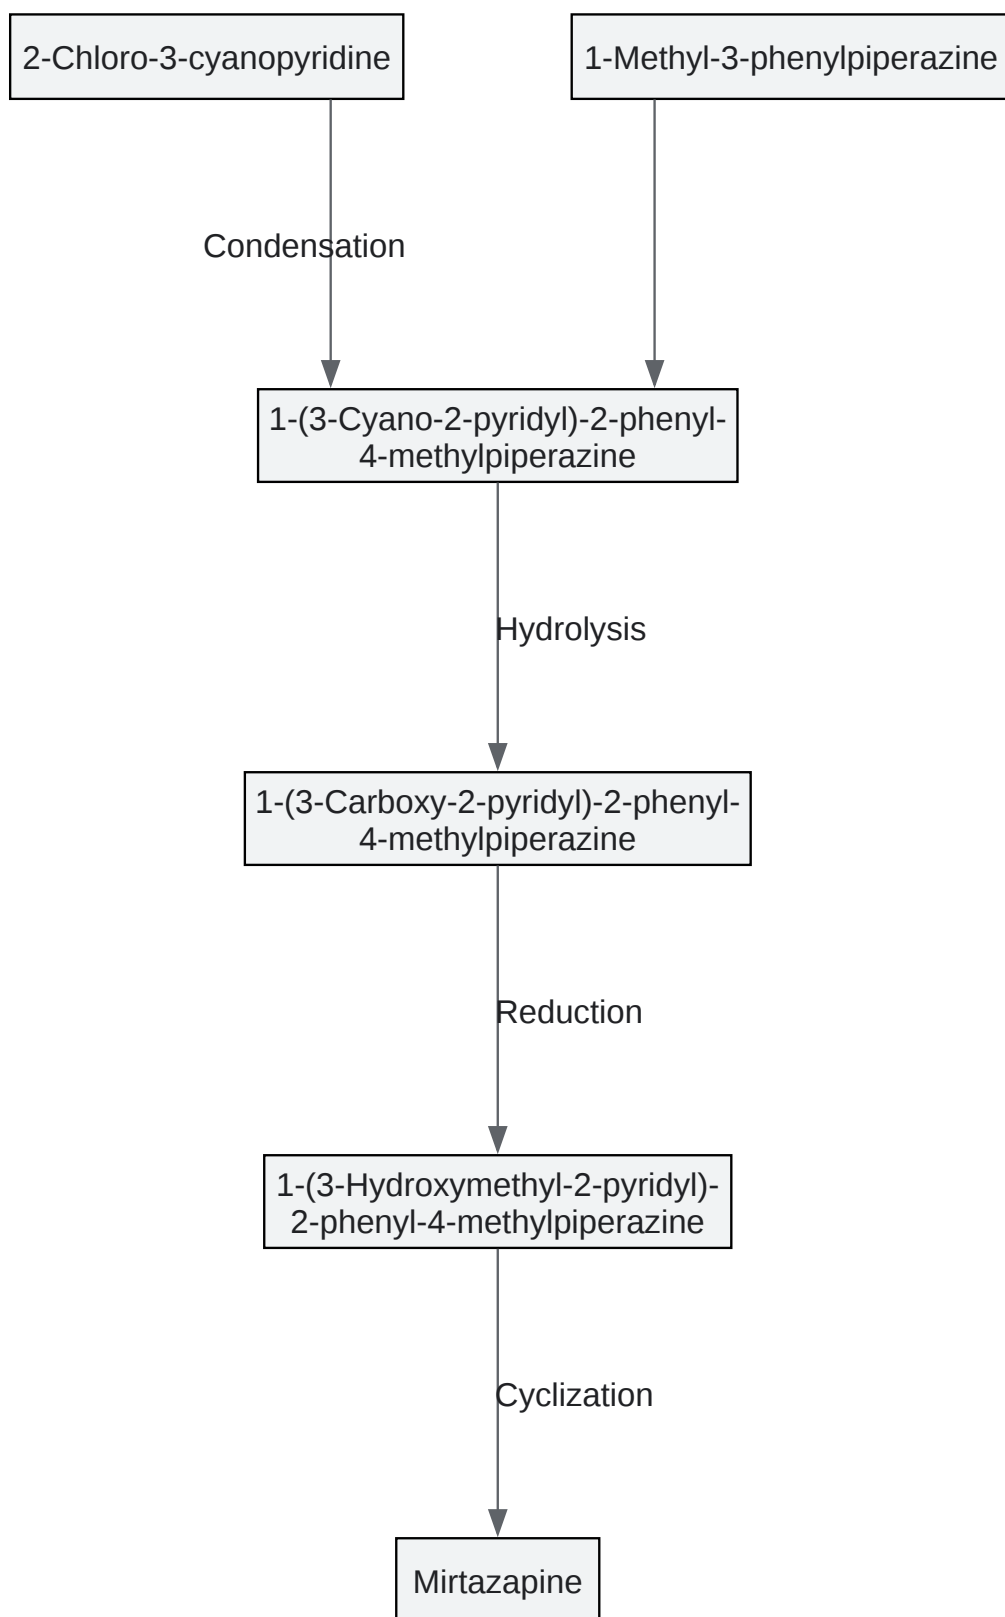 2-Chloro-3-cyanopyridine
1-Methyl-3-phenylpiperazine
Condensation
1-(3-Cyano-2-pyridyl)-2-phenyl-
4-methylpiperazine
Hydrolysis
1-(3-Carboxy-2-pyridyl)-2-phenyl-
4-methylpiperazine
Reduction
1-(3-Hydroxymethyl-2-pyridyl)-
2-phenyl-4-methylpiperazine
Cyclization
Mirtazapine